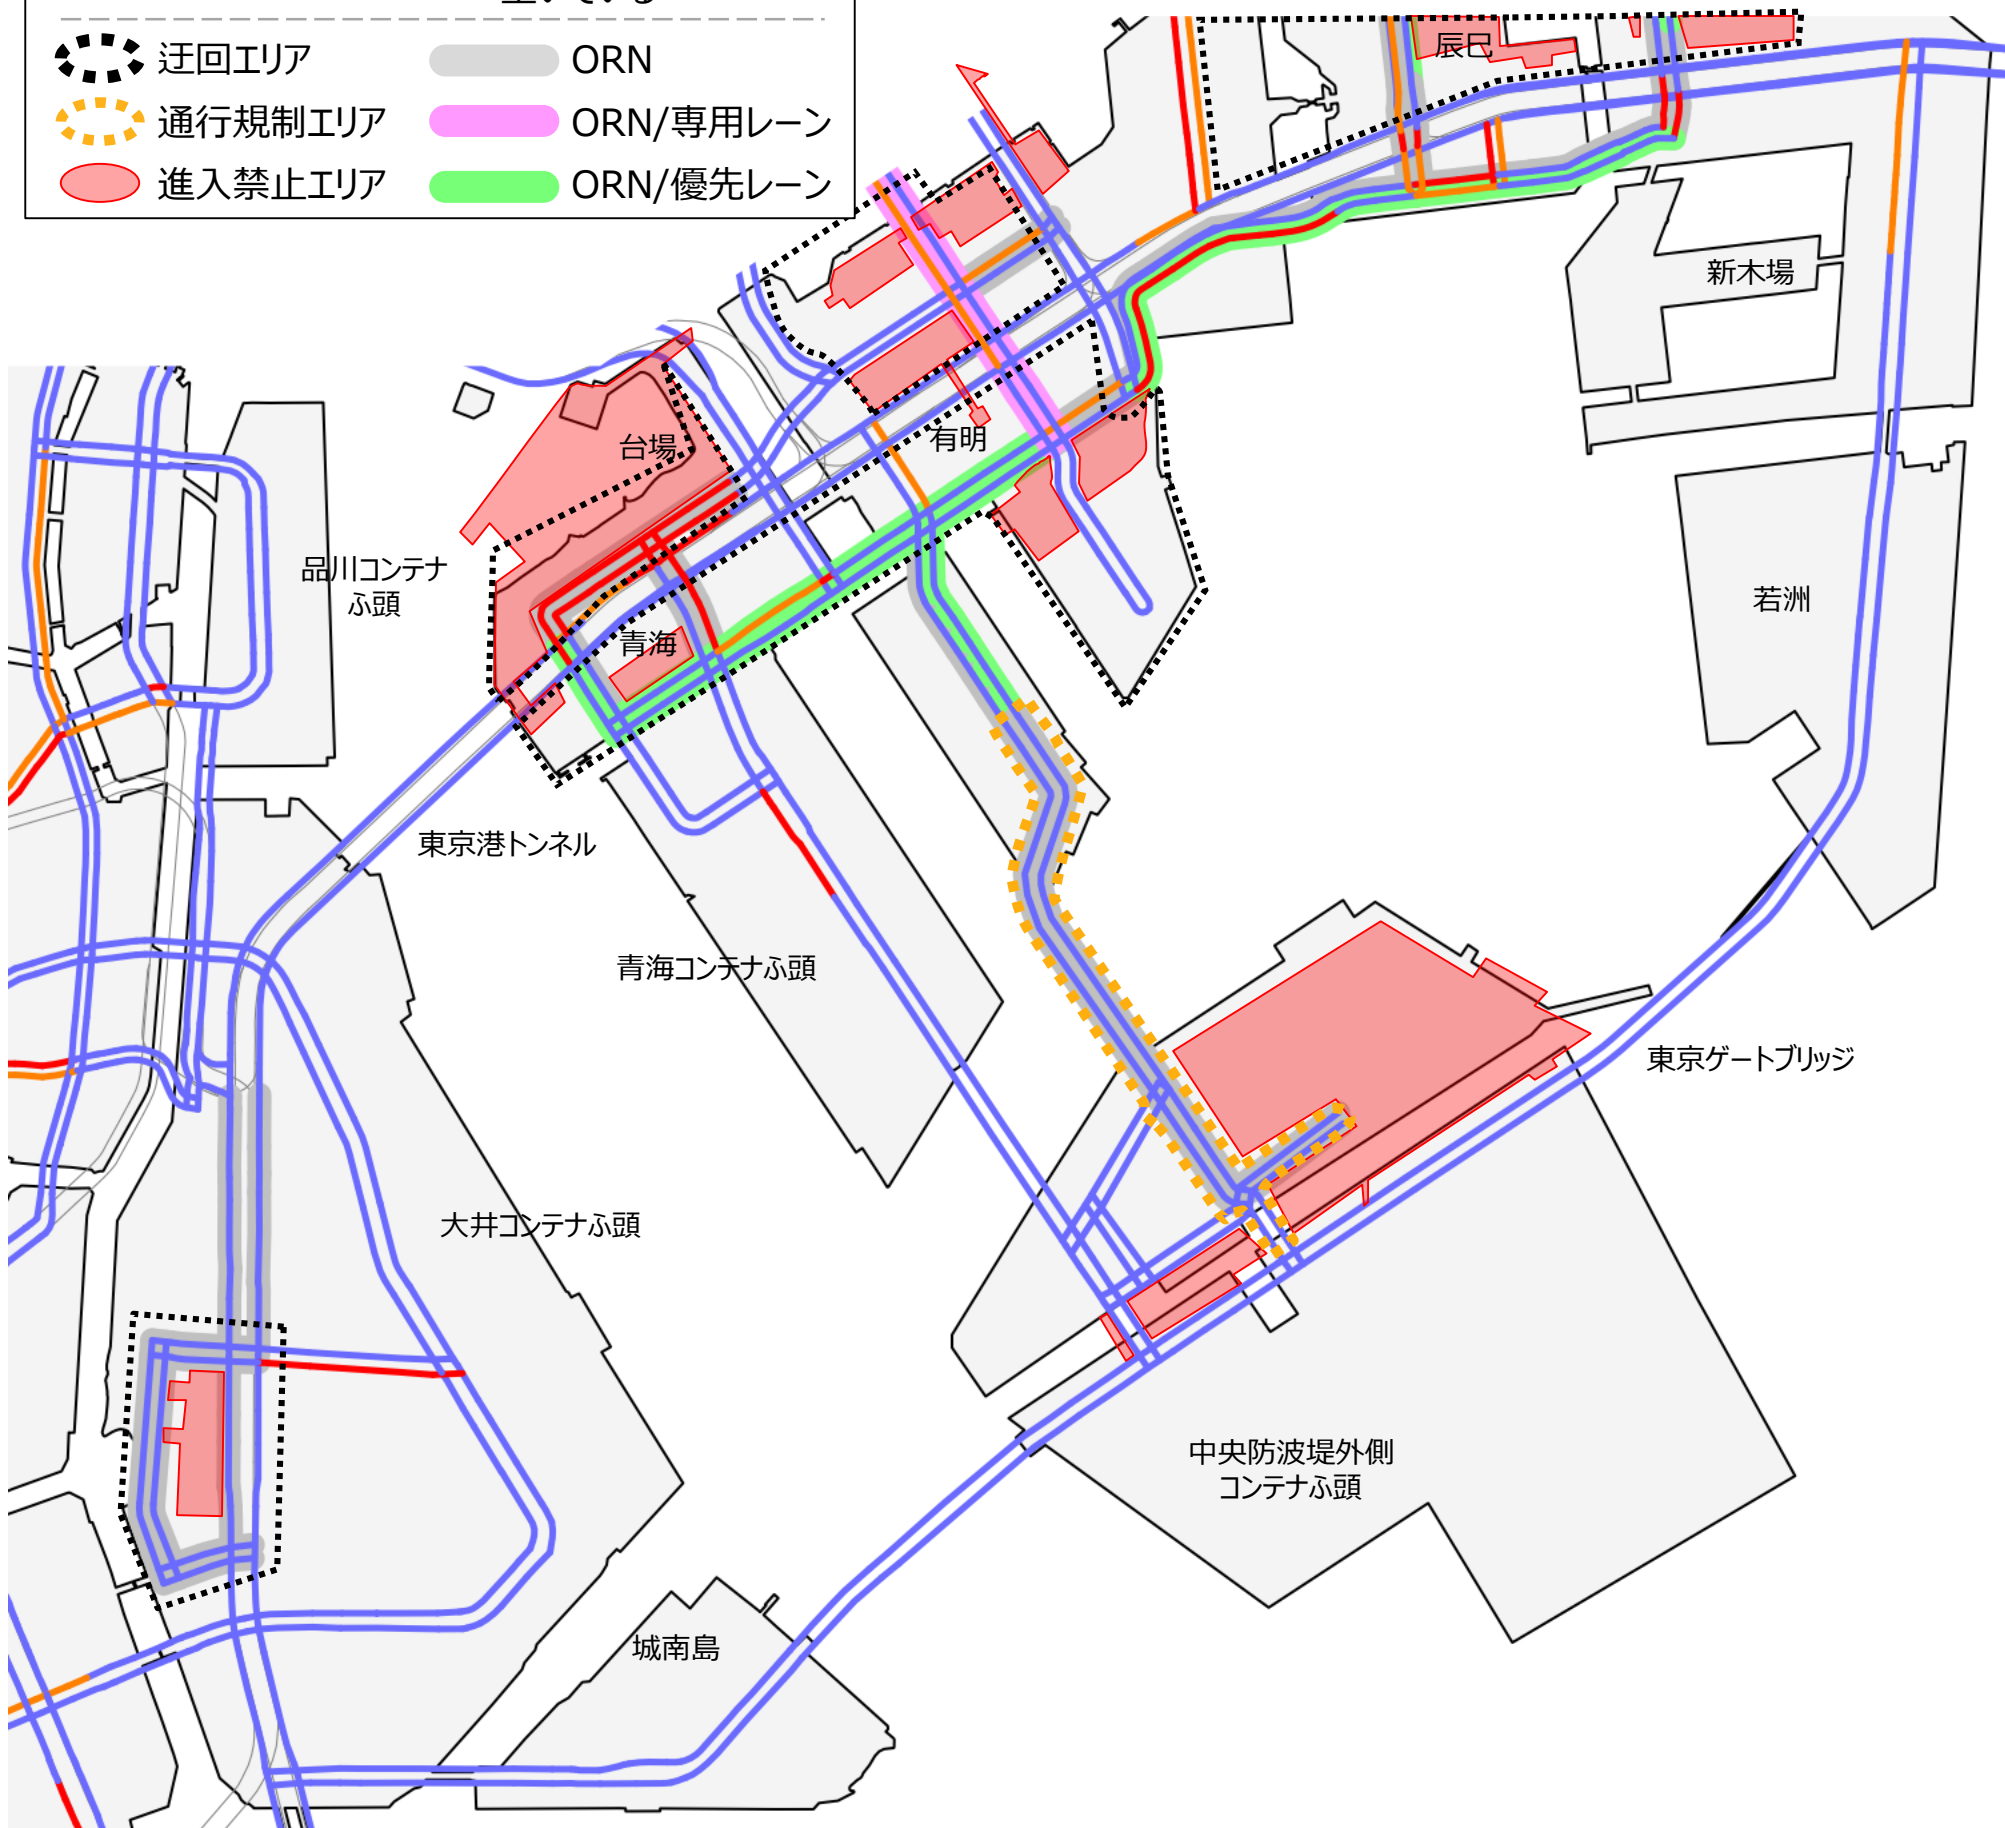 空いている
迂回エリア
ORN
通行規制エリア
ORN/専用レーン
進入禁止エリア
ORN/優先レーン
辰巳
新木場
有明
台場
品川コンテナ
ふ頭
若洲
青海
東京港トンネル
青海コンテナふ頭
東京ゲートブリッジ
大井コンテナふ頭
中央防波堤外側
コンテナふ頭
城南島